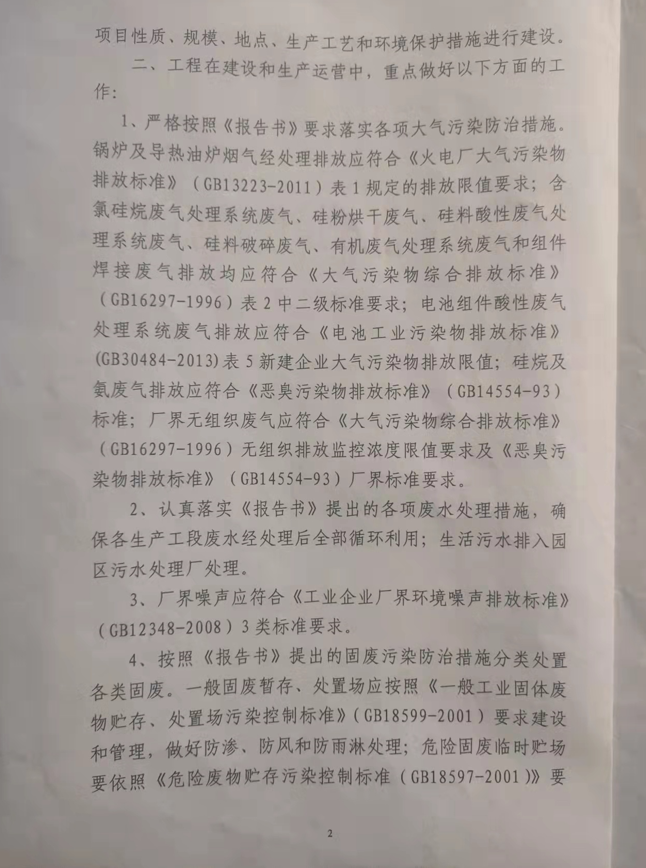 项目性质、规模、地点、生产工艺和环境保护措施进行建设。
二、工程在建设和生产运营中，重点做好以下方面的工
作：
1、严格按照《报告书》要求落实各项大气污染防治措施。
锅炉及导热油炉烟气经处理排放应符合《火电厂大气污染物
排放标准》（GB13223-2011）表1规定的排放限值要求；含
氯硅烷废气处理系统废气、硅粉烘干废气、硅料酸性废气处
理系统废气、硅料破碎废气、有机废气处理系统废气和组件
焊接废气排放均应符合《大气污染物综合排放标准》
（GB16297-1996）表2中二级标准要求；电池组件酸性废气
处理系统废气排放应符合《电池工业污染物排放标准》
(GB30484-2013)表5新建企业大气污染物排放限值；硅烷及
氨废气排放应符合《恶臭污染物排放标准》（GB14554-93）
标准；厂界无组织废气应符合《大气污染物综合排放标准》
（GB16297-1996）无组织排放监控浓度限值要求及《恶臭污
染物排放标准》（GB14554-93）厂界标准要求。
2、认真落实《报告书》提出的各项废水处理措施，确
保各生产工段废水经处理后全部循环利用；生活污水排入园
区污水处理厂处理。
3、厂界噪声应符合《工业企业厂界环境噪声排放标准》
（GB12348-2008）3类标准要求。
4、按照《报告书》提出的固废污染防治措施分类处置
各类固废。一般固废暂存、处置场应按照《一般工业固体废
物贮存、处置场污染控制标准》（GB18599-2001）要求建设
和管理，做好防渗、防风和防雨淋处理；危险固废临时贮场
要依照《危险废物贮存污染控制标准（GB18597-2001）》要
2